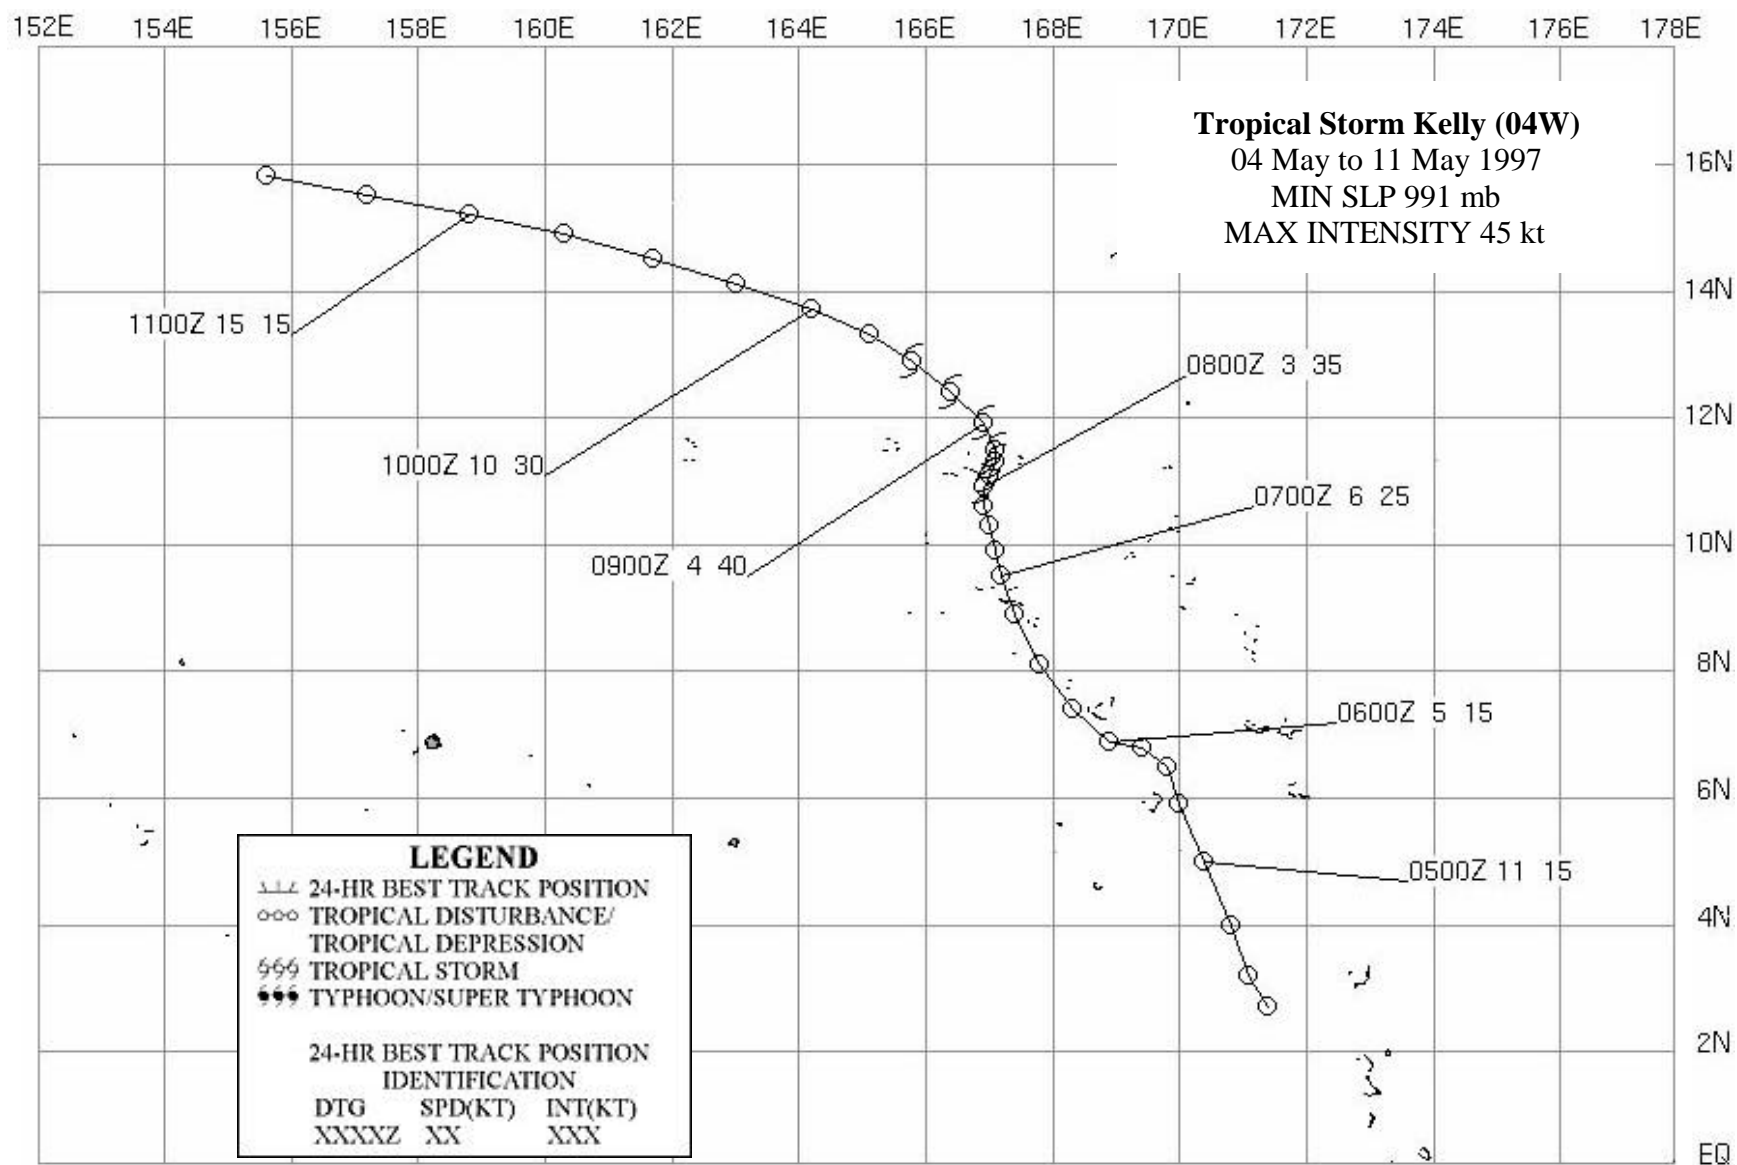 152E 154E 156E 158E 160E 162E 164E 166E 168E 170E 172E 174E 176E 178E
Tropical Storm Kelly (04W)
04 May to 11 May 1997
MIN SLP 991 mb
MAX INTENSITY 45 kt
16N
14N
1100Z 15 15
0800Z 3 35
12N
1000Z 10 30
0700Z 6 25
10N
0900Z 4 40
8N
0600Z 5 15
6N
0500Z 11 15
4N
2N
EQ
LEGEND
24-HR BEST TRACK POSITION
TROPICAL DISTURBANCE/
TROPICAL DEPRESSION
TROPICAL STORM
TYPHOON/SUPER TYPHOON
24-HR BEST TRACK POSITION
IDENTIFICATION
DTG SPD(KT) INT(KT)
XXXXZ XX XXX